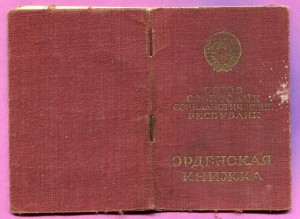 СОЮЗ
СОВЕТСКИХ
СОЦИАЛИСТИЧЕСКИХ
РЕСПУБЛИК
ОРДЕНСКАЯ
КНИЖКА